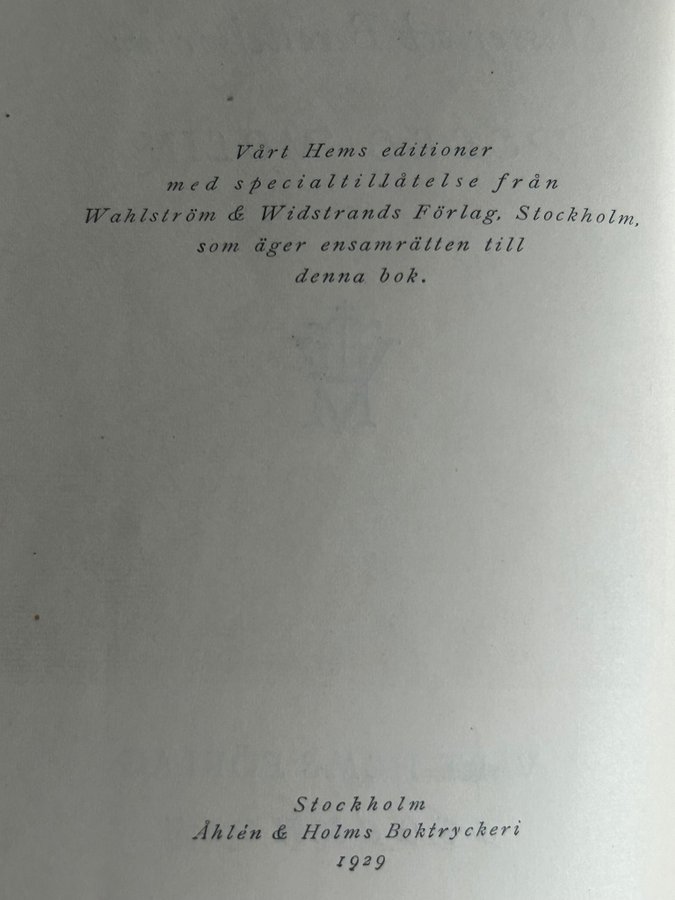 Vårt Hems editioner
med specialtillåtelse från
Wahlström & Widstrands Förlag, Stockholm,
som äger ensamrätten till
denna bok.
Stockholm
Åhlén & Holms Boktryckeri
1929